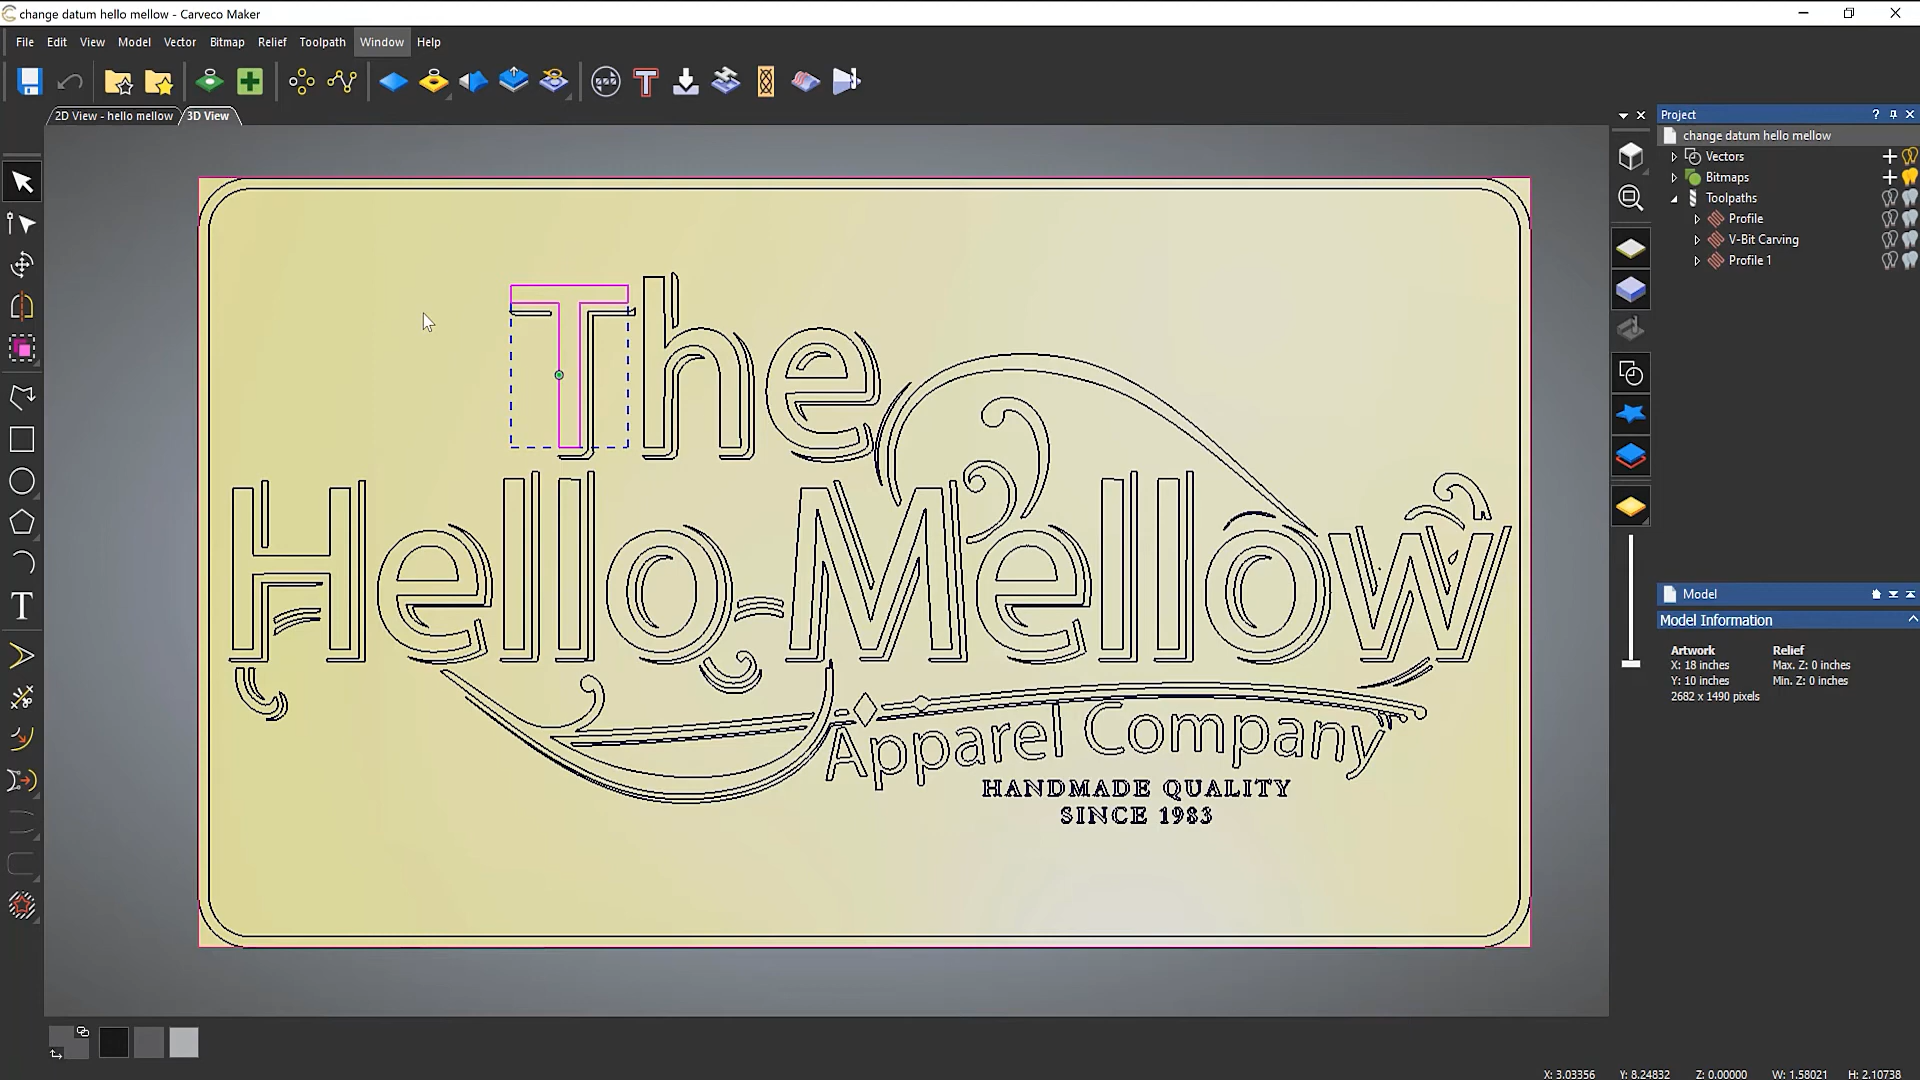 change datum hello mellow - Carveco Maker
File Edit View Model Vector Bitmap Relief Toolpath Window Help
2D View - hello mellow 3D View
The
Hello Mellow
Apparel Company
HANDMADE QUALITY
SINCE 1983
T
Project
change datum hello mellow
Vectors
Bitmaps
Toolpaths
Profile
V-Bit Carving
Profile 1
Model
Model Information
Artwork
X: 18 inches
Y: 10 inches
2682 x 1490 pixels
Relief
Max. Z: 0 inches
Min. Z: 0 inches
X: 3.03356 Y: 8.24832 Z: 0.00000 W: 1.58021 H: 2.10738